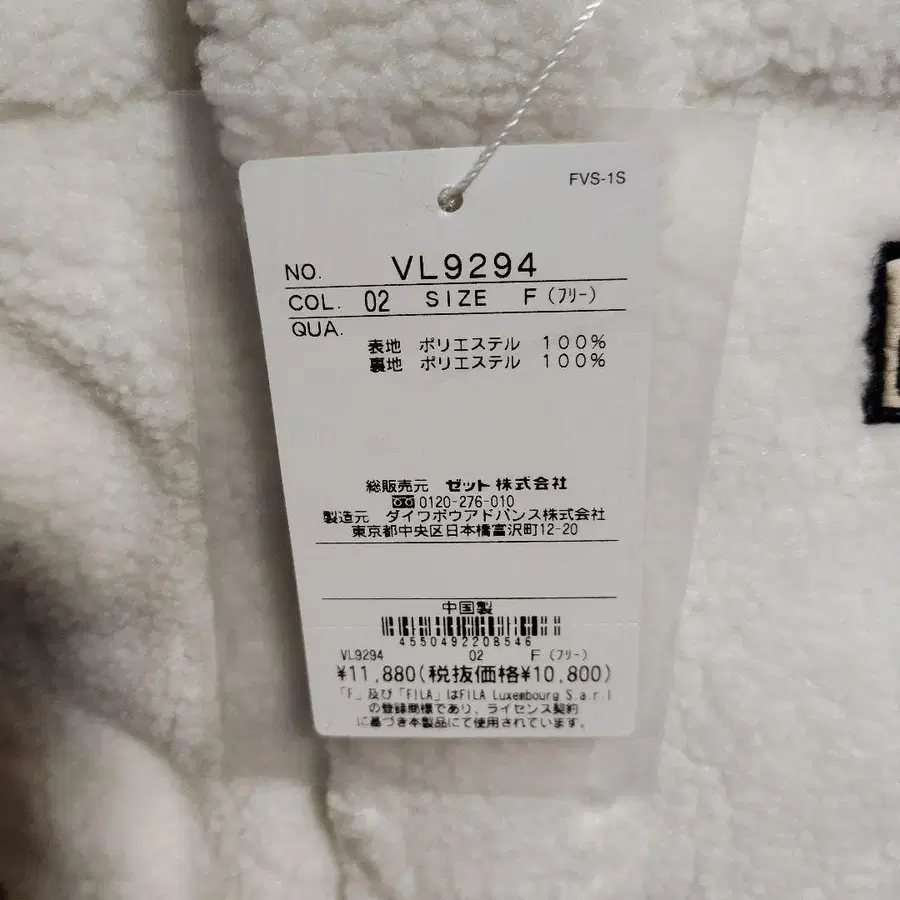 FVS-1S
NO. VL9294
COL. 02 SIZE F(フリー)
QUA.
表地 ポリエステル 100%
裏地 ポリエステル 100%
総販売元 ゼット株式会社
0120-276-010
製造元 ダイワボウアドバンス株式会社
東京都中央区日本橋富沢町12-20
中国製
4550492208546
VL9294 02 F(フリー)
¥11,880(税抜価格¥10,800)
「F」及び「FILA」はFILA Luxembourg S.a.r.l
の登録商標であり、ライセンス契約
に基づき本製品にて使用されています。